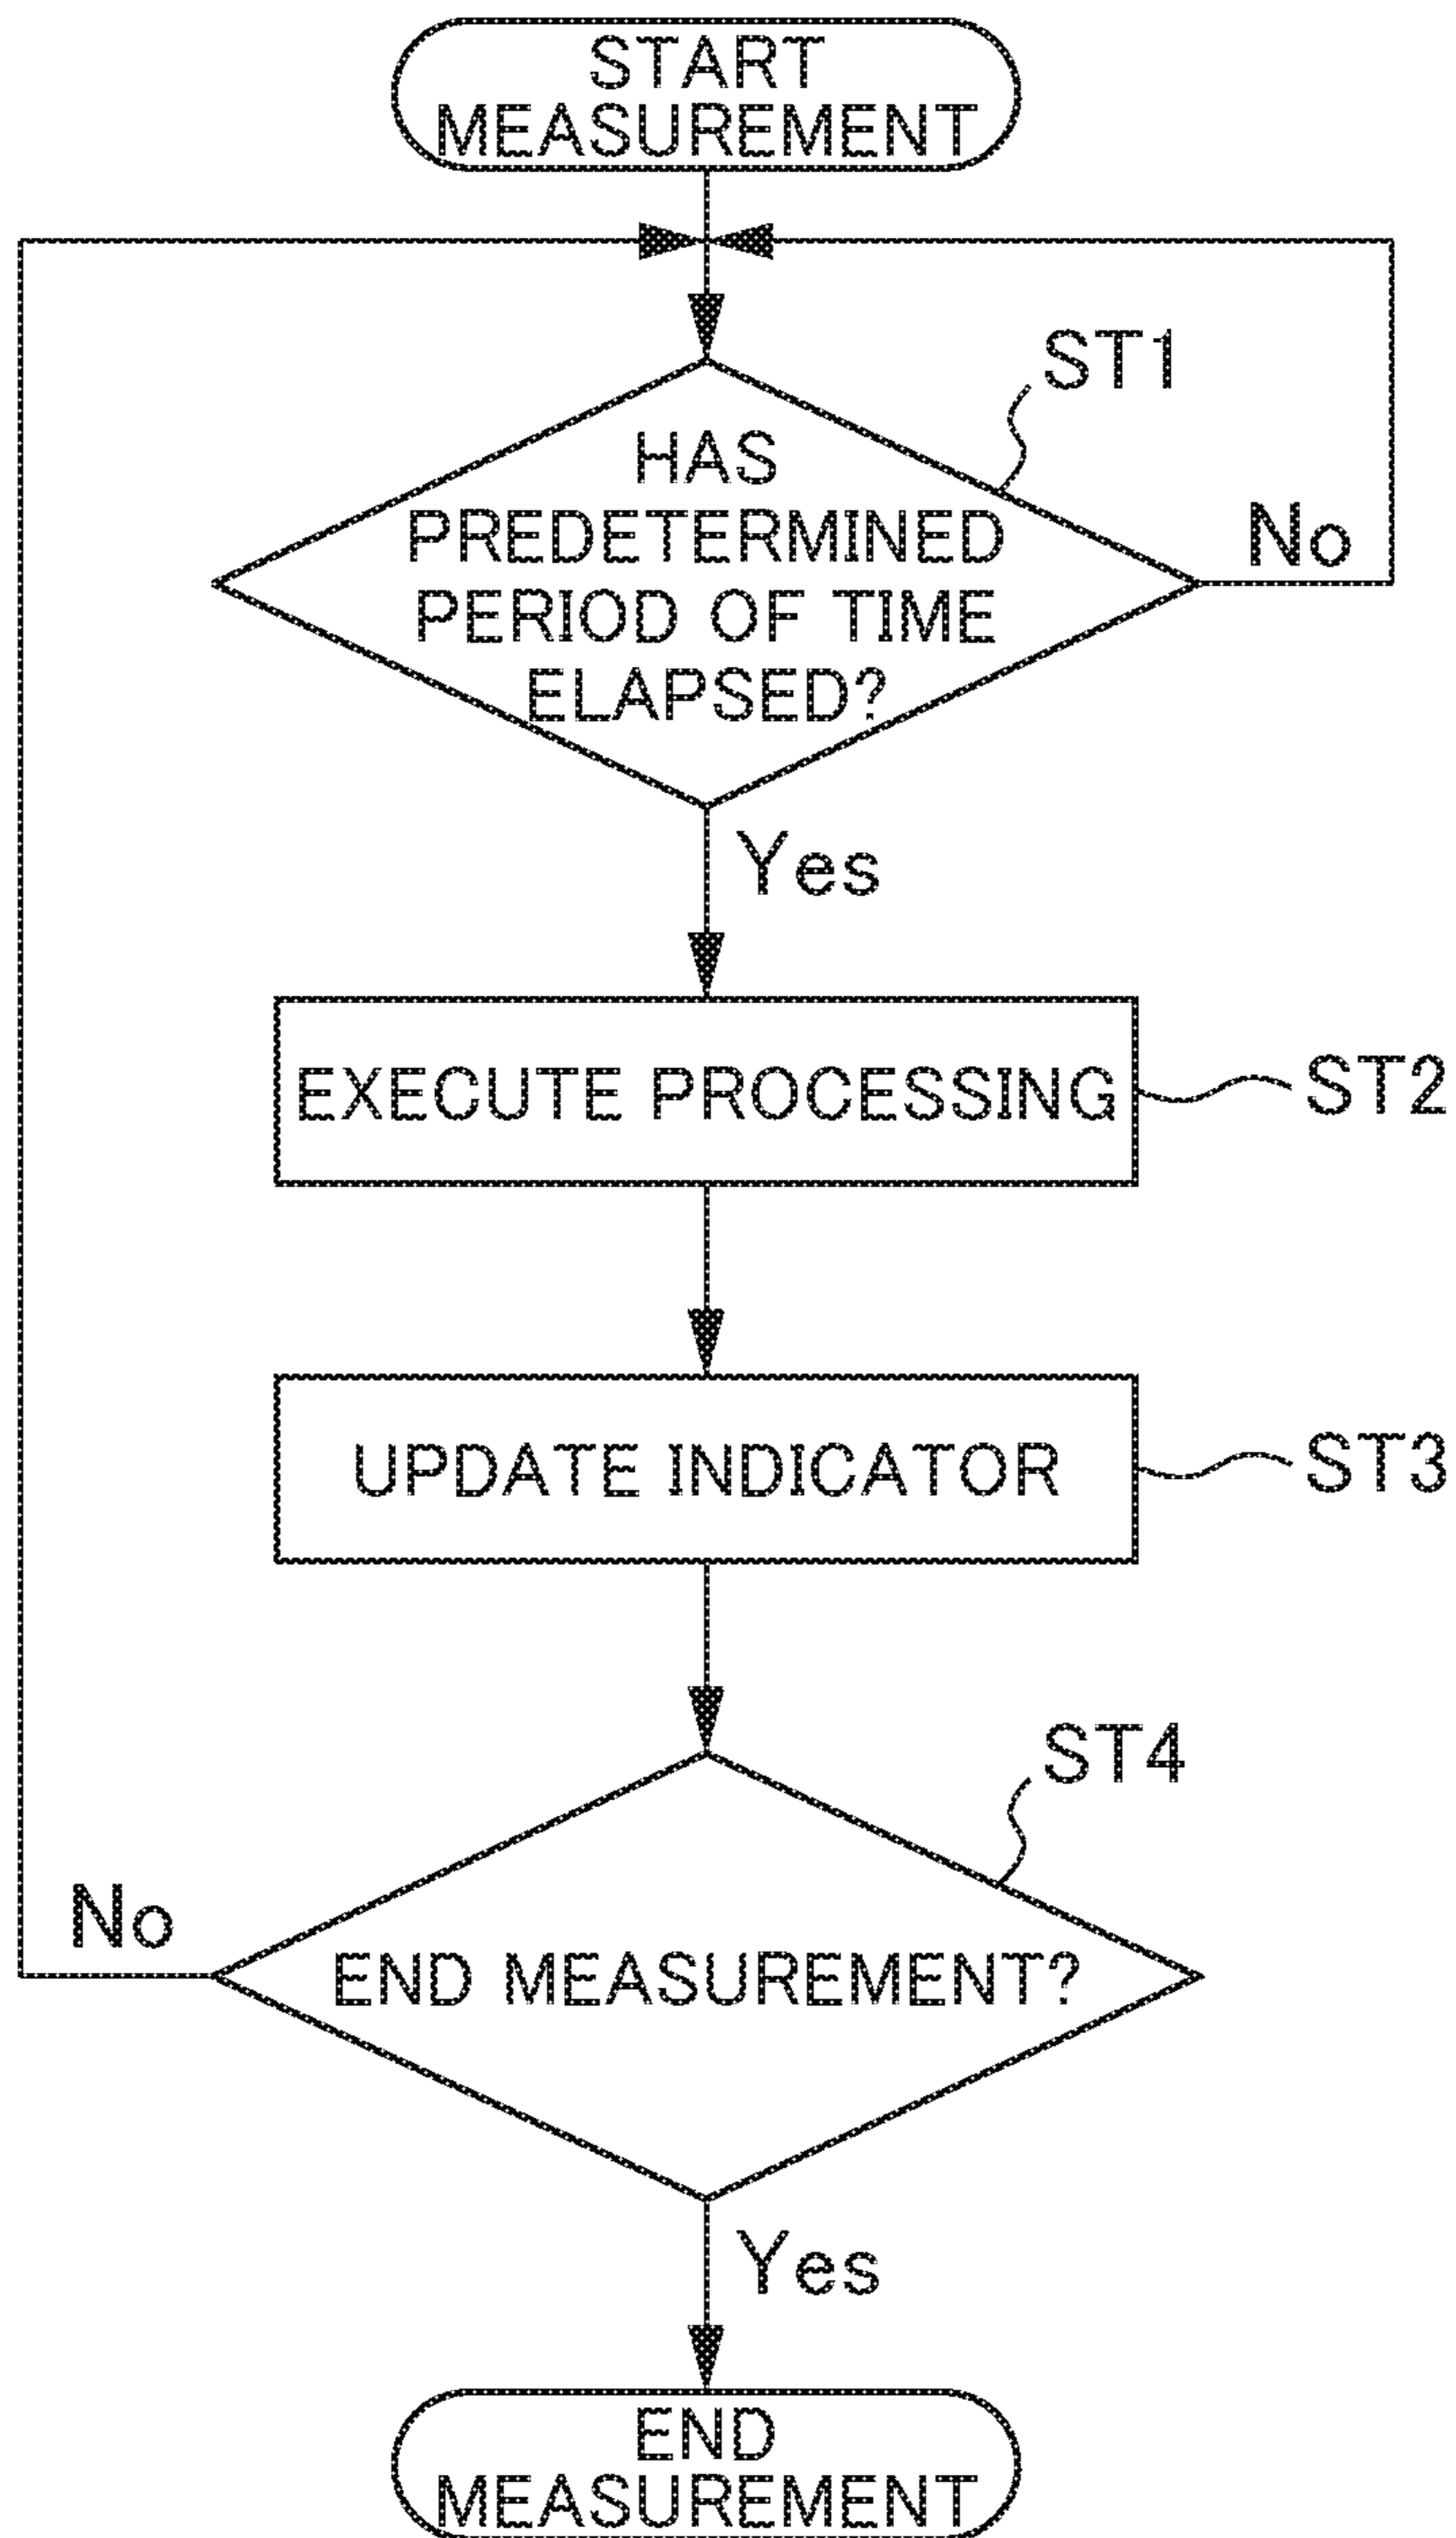 START
MEASUREMENT
ST1
HAS
PREDETERMINED
PERIOD OF TIME
ELAPSED?
No
Yes
EXECUTE PROCESSING
ST2
UPDATE INDICATOR
ST3
ST4
No
END MEASUREMENT?
Yes
END
MEASUREMENT